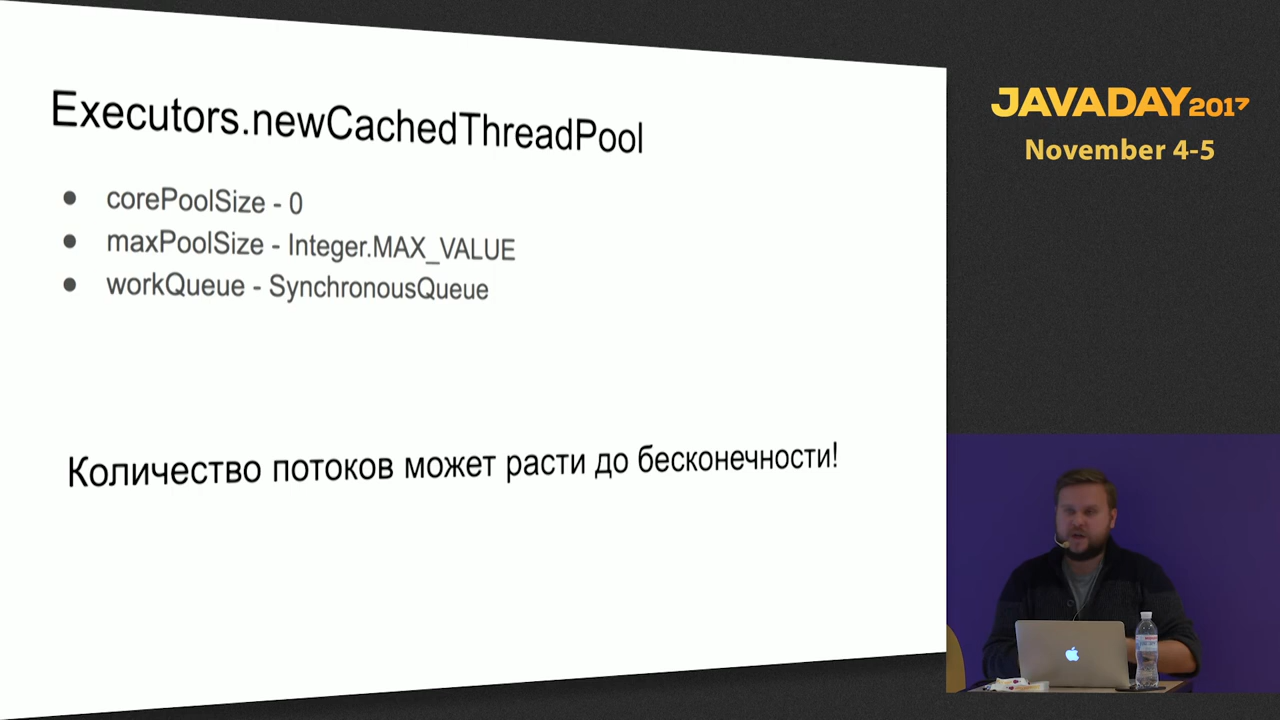 Executors.newCachedThreadPool
● corePoolSize - 0
● maxPoolSize - Integer.MAX_VALUE
● workQueue - SynchronousQueue
Количество потоков может расти до бесконечности!
JAVADAY2017
November 4-5